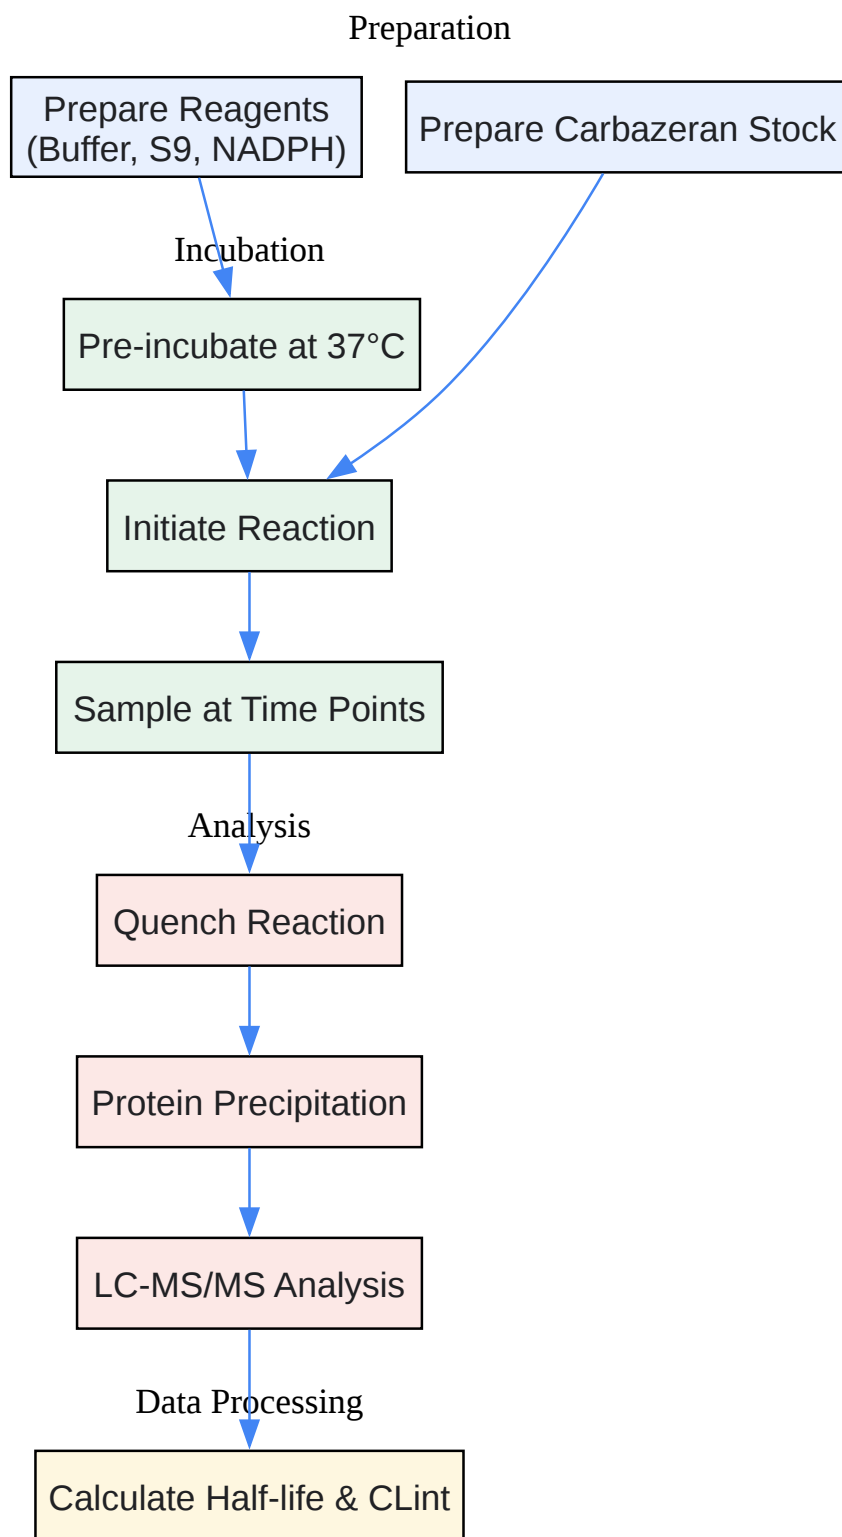 Preparation
Prepare Reagents
(Buffer, S9, NADPH)
Prepare Carbazeran Stock
Incubation
Pre-incubate at 37°C
Initiate Reaction
Sample at Time Points
Analysis
Quench Reaction
Protein Precipitation
LC-MS/MS Analysis
Data Processing
Calculate Half-life & CLint